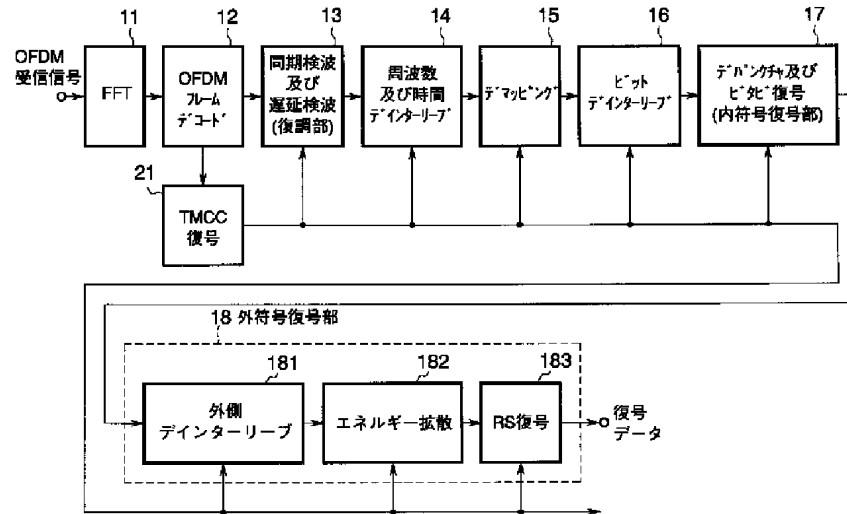 11
12
13
14
15
16
17
OFDM
受信信号
FFT
OFDM
フレーム
デコード
同期検波
及び
遅延検波
(復調部)
周波数
及び時間
デインターリーブ
デマッピング
ビット
デインターリーブ
デパンクチャ及び
ビタビ復号
(内符号復号部)
21
TMCC
復号
18 外符号復号部
181
182
183
外側
デインターリーブ
エネルギー拡散
RS復号
復号
データ